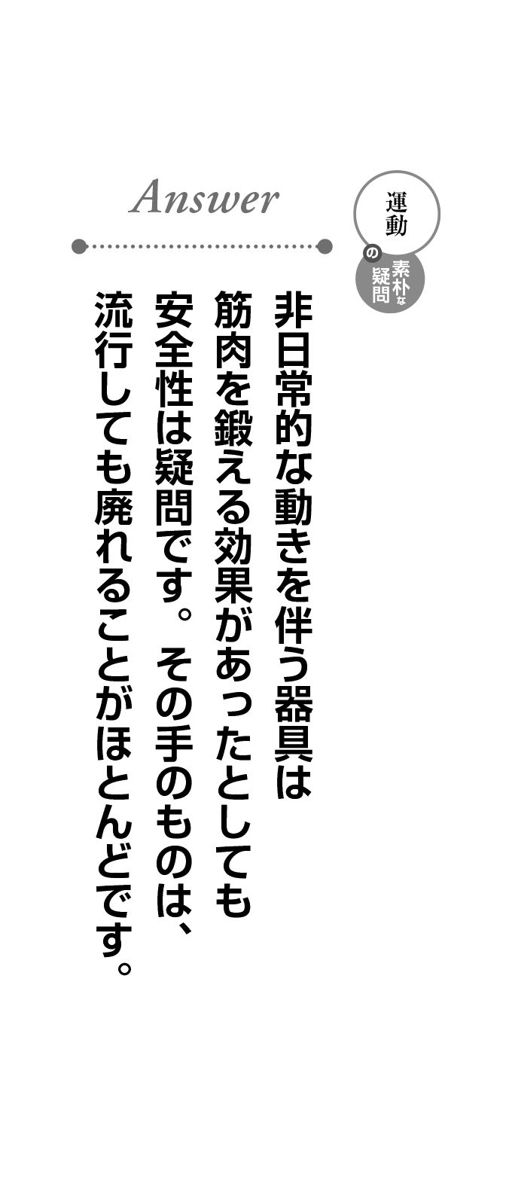 運動
の
素朴な
疑問
Answer
非日常的な動きを伴う器具は
筋肉を鍛える効果があったとしても
安全性は疑問です。その手のものは、
流行しても廃れることがほとんどです。